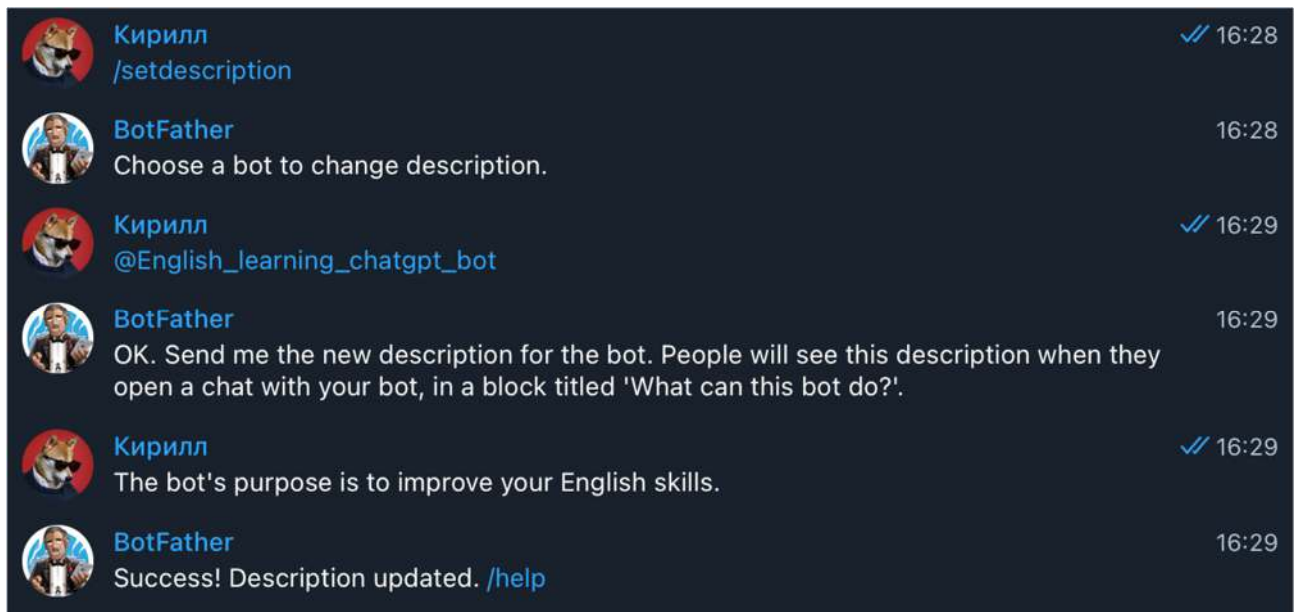 Кирилл
16:28
/setdescription
BotFather
16:28
Choose a bot to change description.
Кирилл
16:29
@English_learning_chatgpt_bot
BotFather
16:29
OK. Send me the new description for the bot. People will see this description when they
open a chat with your bot, in a block titled 'What can this bot do?'.
Кирилл
16:29
The bot's purpose is to improve your English skills.
BotFather
16:29
Success! Description updated. /help